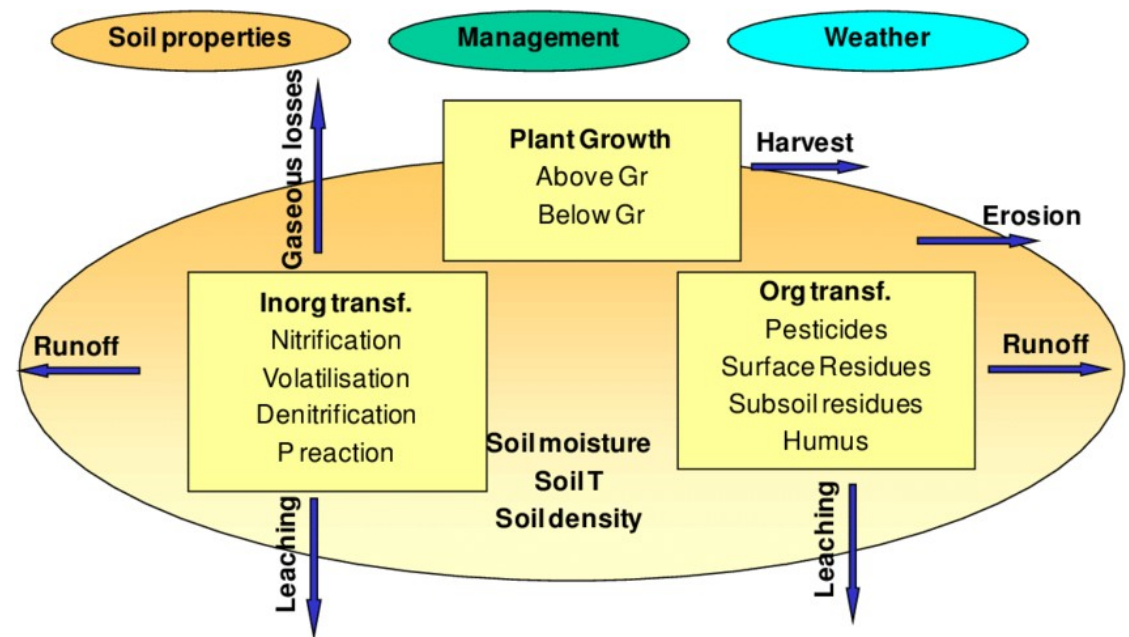 Soil properties
Management
Weather
Gaseous losses
Plant Growth
Above Gr
Below Gr
Harvest
Erosion
Inorg transf.
Nitrification
Volatilisation
Denitrification
P reaction
Org transf.
Pesticides
Surface Residues
Subsoil residues
Humus
Runoff
Runoff
Soil moisture
Soil T
Soil density
Leaching
Leaching